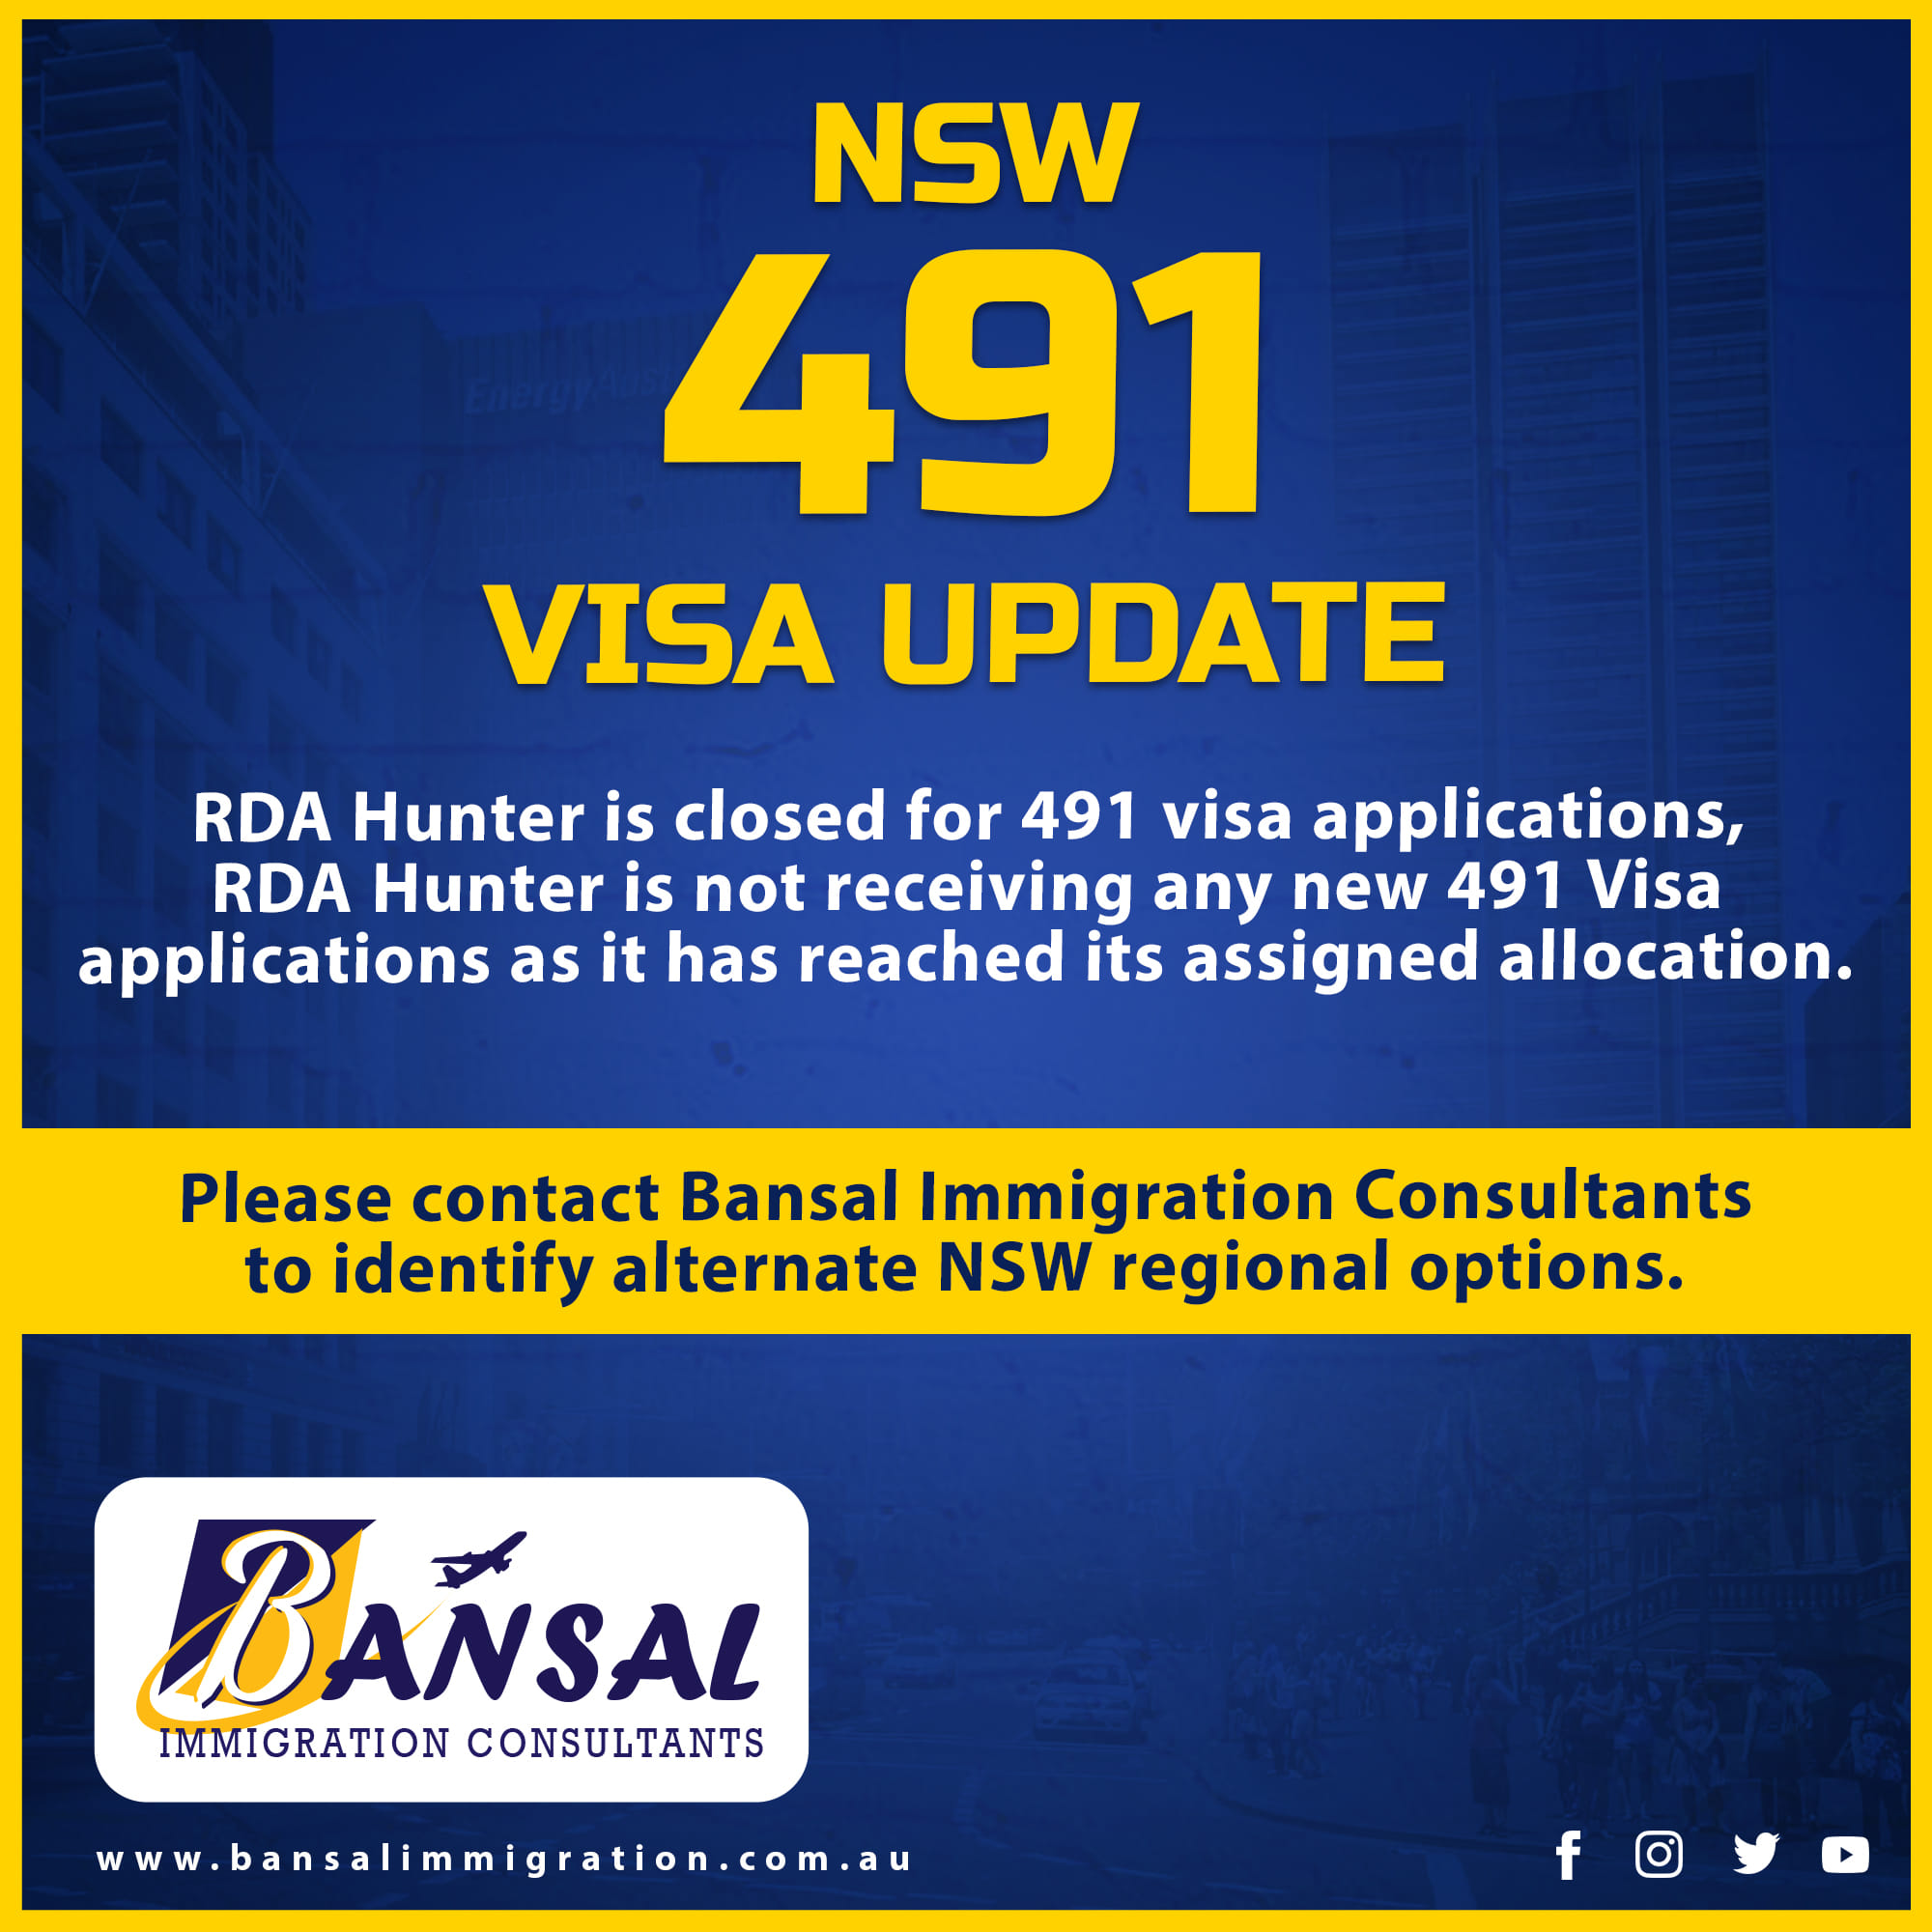 NSW
491
VISA UPDATE
RDA Hunter is closed for 491 visa applications,
RDA Hunter is not receiving any new 491 Visa
applications as it has reached its assigned allocation.
Please contact Bansal Immigration Consultants
to identify alternate NSW regional options.
BANSAL
IMMIGRATION CONSULTANTS
www.bansalimmigration.com.au